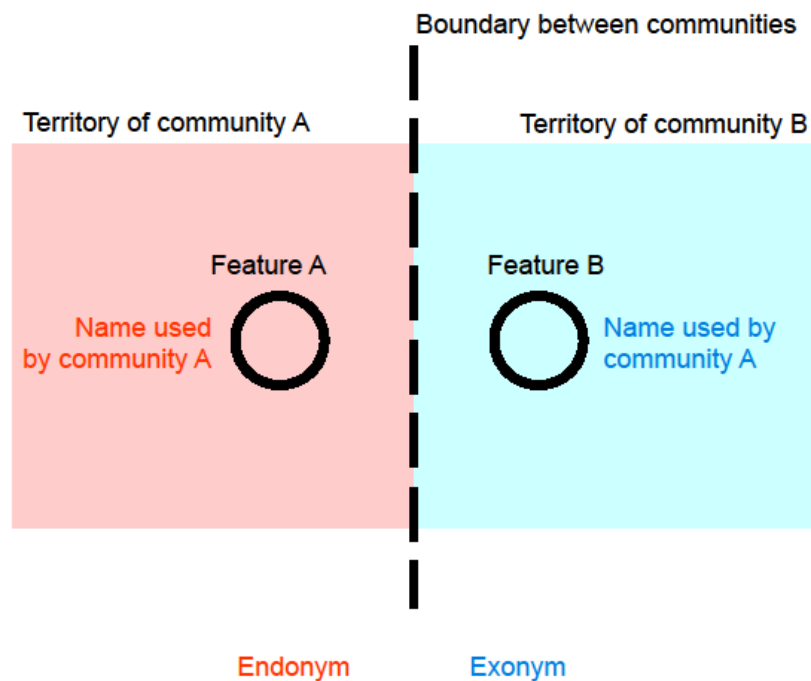 Boundary between communities
Territory of community A
Territory of community B
Feature A
Feature B
Name used
by community A
Name used by
community A
Endonym
Exonym